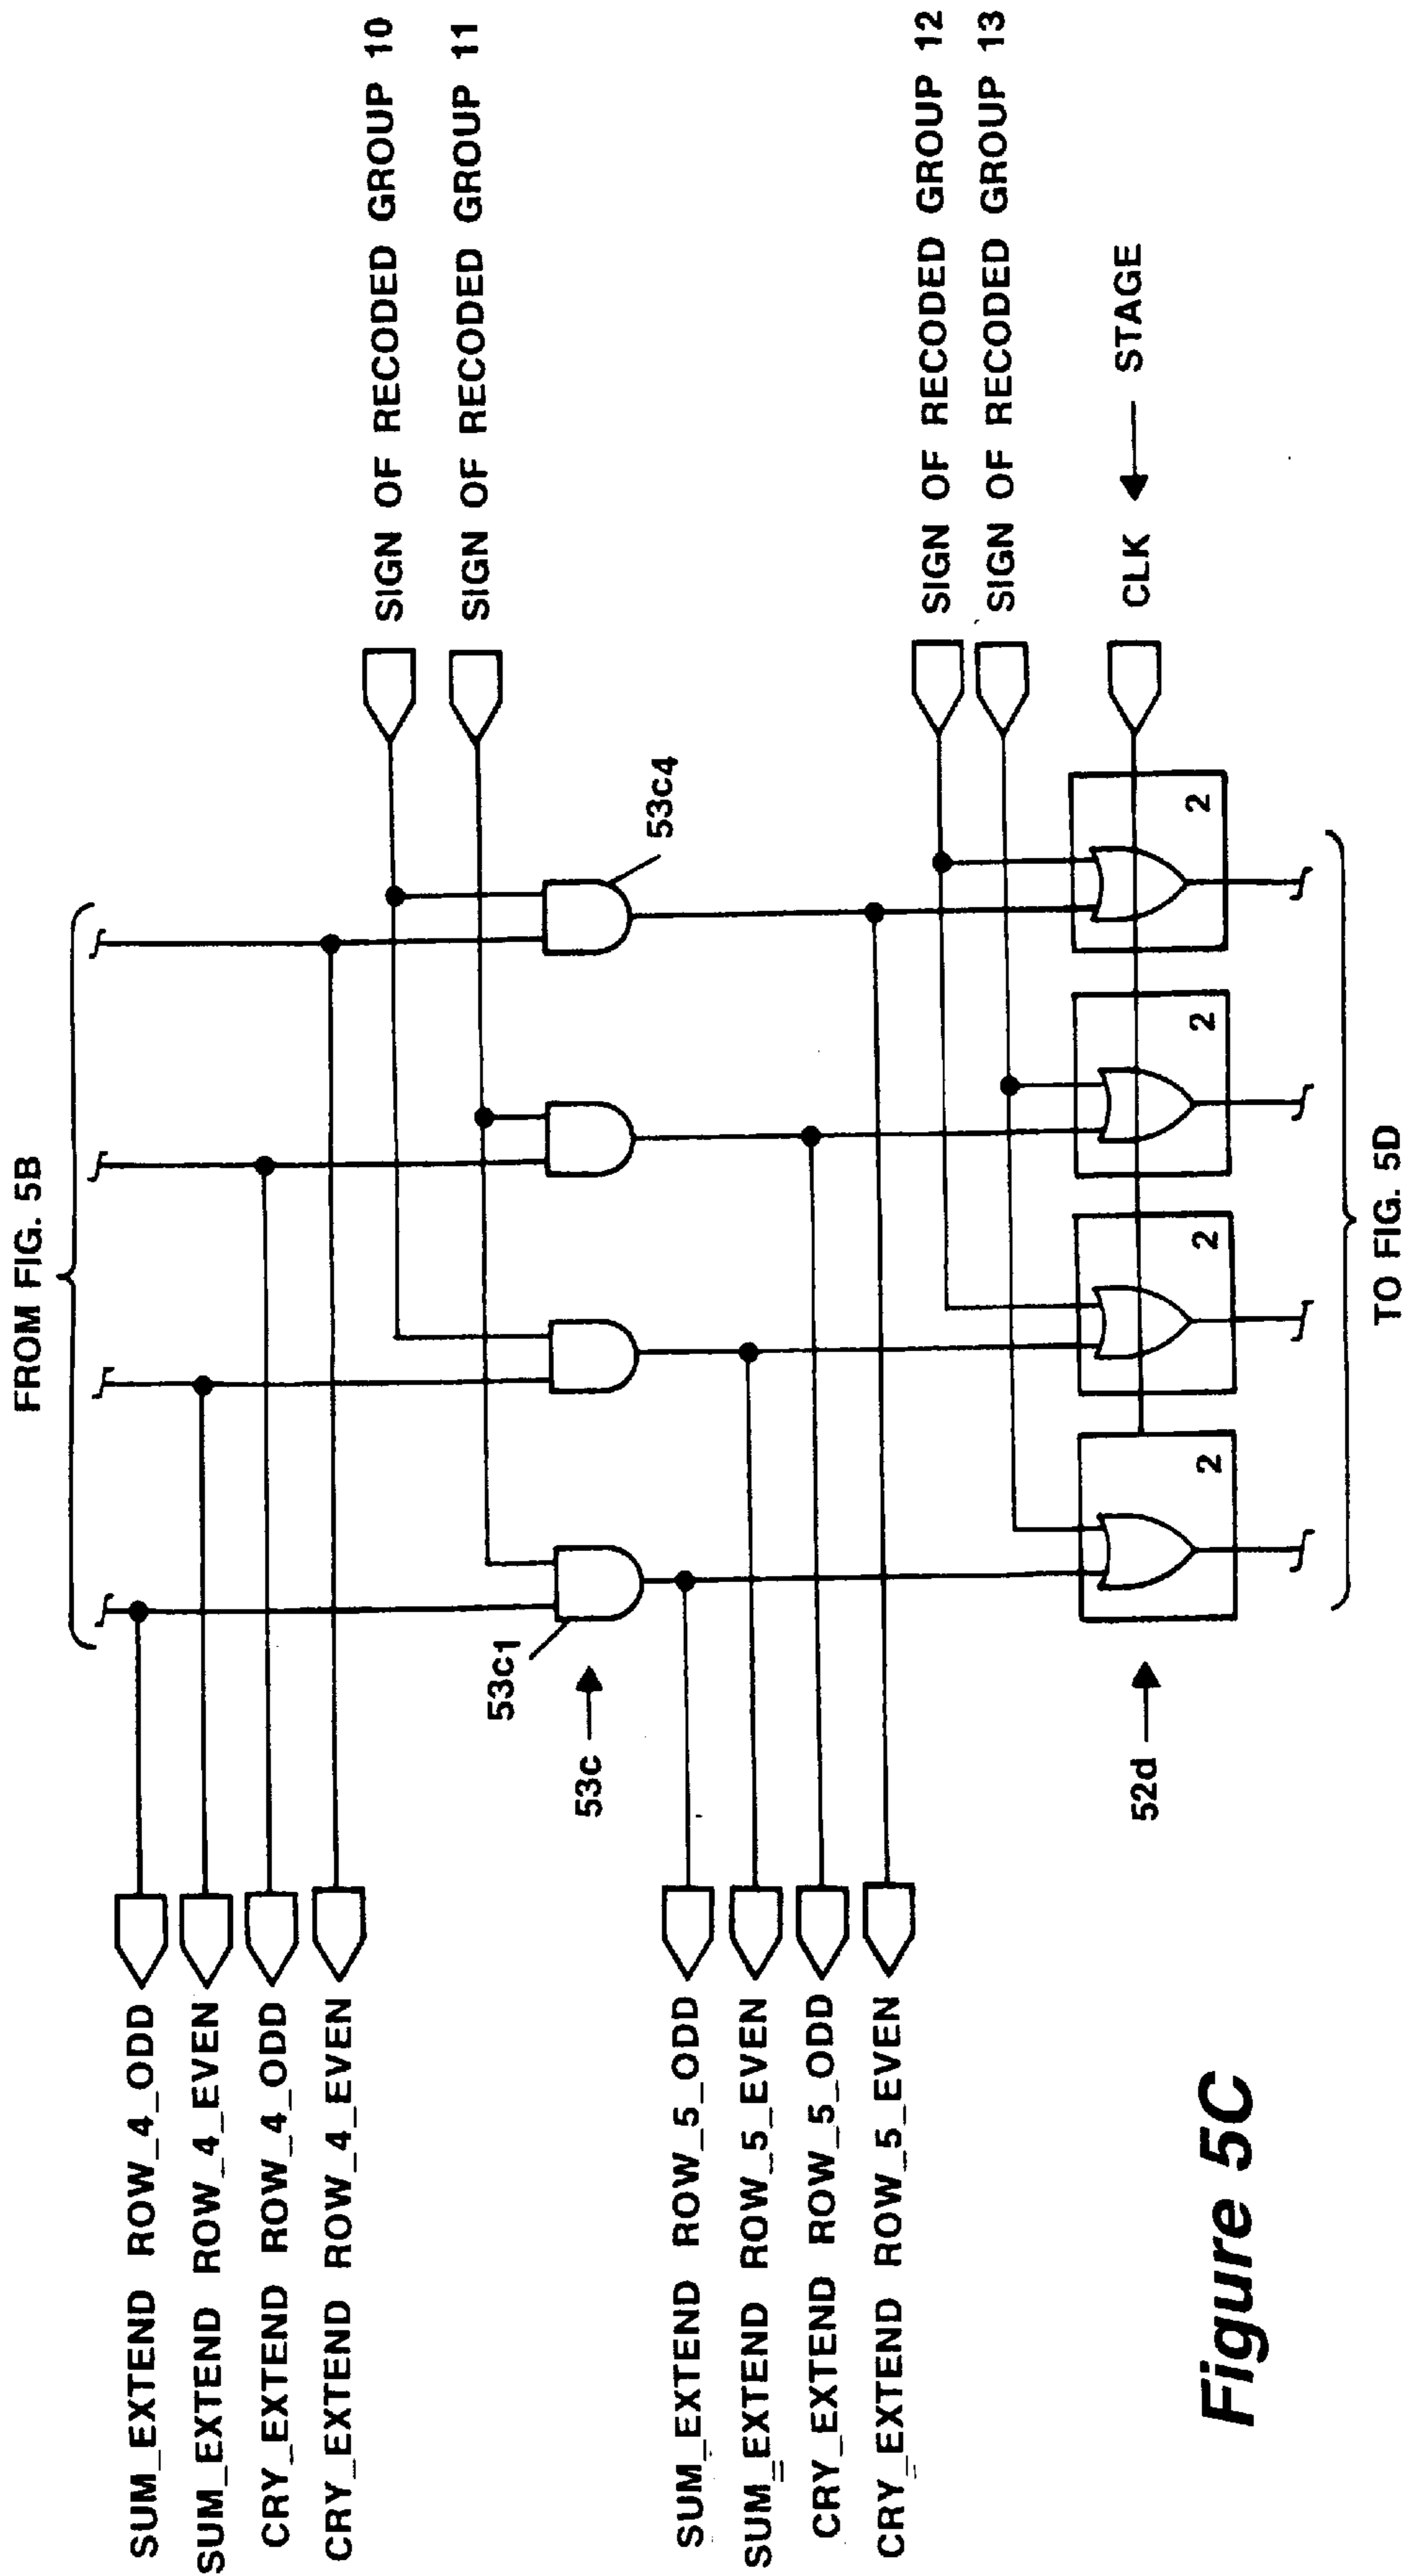 FROM FIG. 5B
SUM_EXTEND ROW_4_ODD
SUM_EXTEND ROW_4_EVEN
CRY_EXTEND ROW_4_ODD
CRY_EXTEND ROW_4_EVEN
SIGN OF RECODED GROUP 10
SIGN OF RECODED GROUP 11
53c1
53c4
53c
SUM_EXTEND ROW_5_ODD
SUM_EXTEND ROW_5_EVEN
CRY_EXTEND ROW_5_ODD
CRY_EXTEND ROW_5_EVEN
SIGN OF RECODED GROUP 12
SIGN OF RECODED GROUP 13
52d
2
2
2
2
CLK
STAGE
TO FIG. 5D
Figure 5C